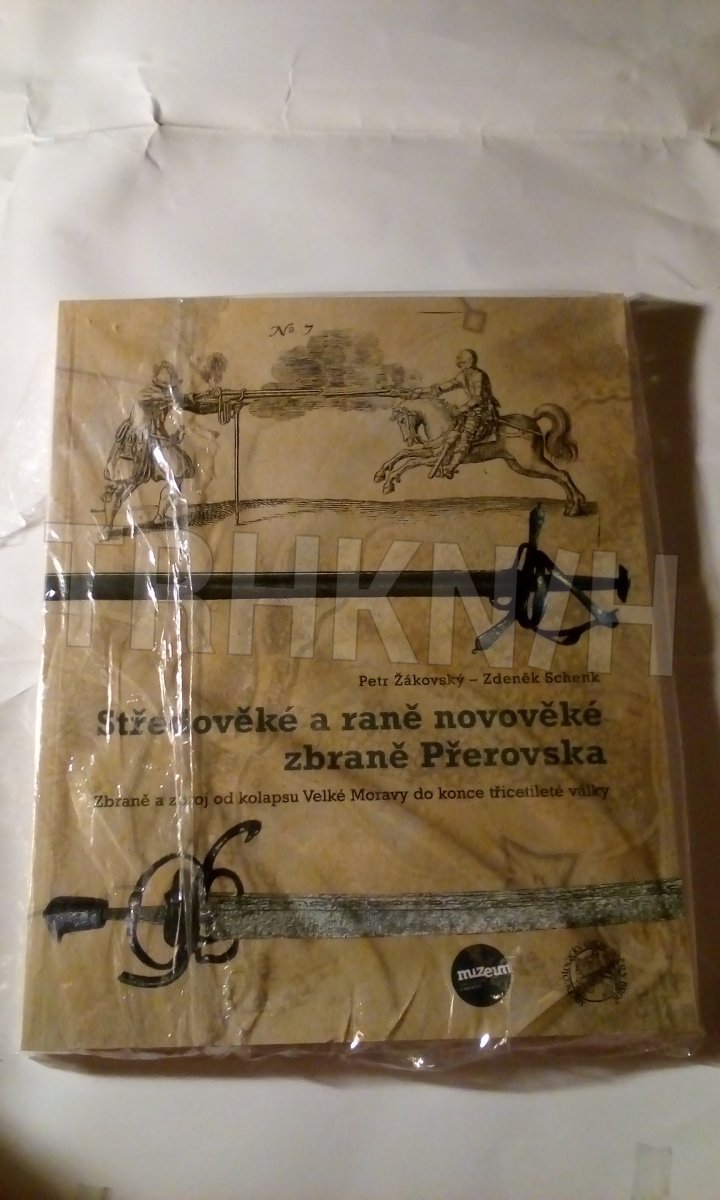 No. 7
TRHKNIH
Petr Žákovský – Zdeněk Schenk
Středověké a raně novověké
zbraně Přerovska
Zbraně a zbroj od kolapsu Velké Moravy do konce třicetileté války
muzeum